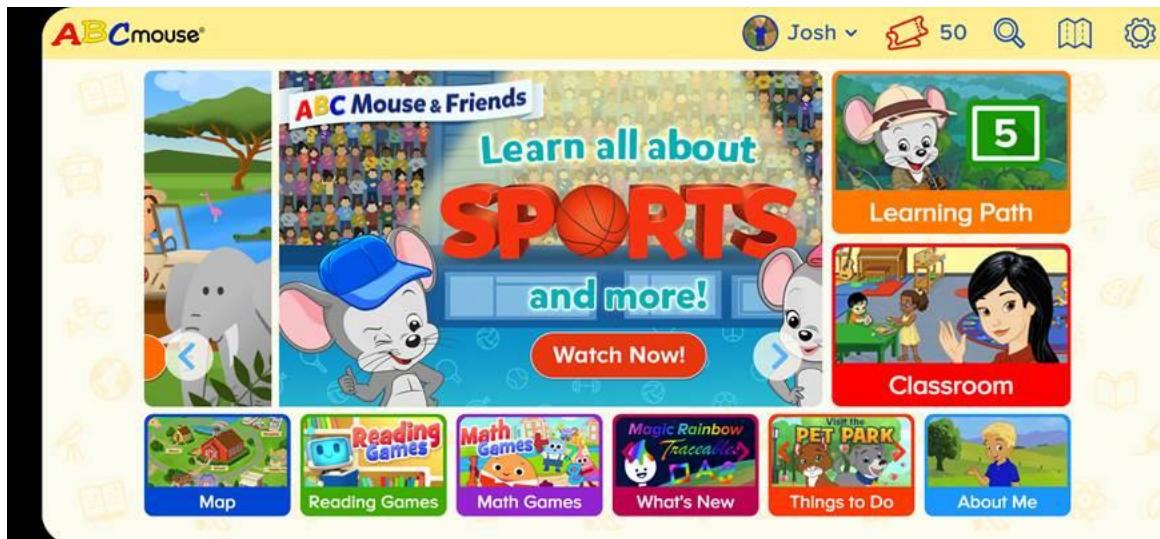 ABCmouse®
Josh
50
ABC Mouse & Friends
Learn all about
SPORTS
and more!
Watch Now!
5
Learning Path
Classroom
Map
Reading Games
Reading Games
Math Games
Math Games
Magic Rainbow
Traceables
What's New
Visit the
PET PARK
Things to Do
About Me